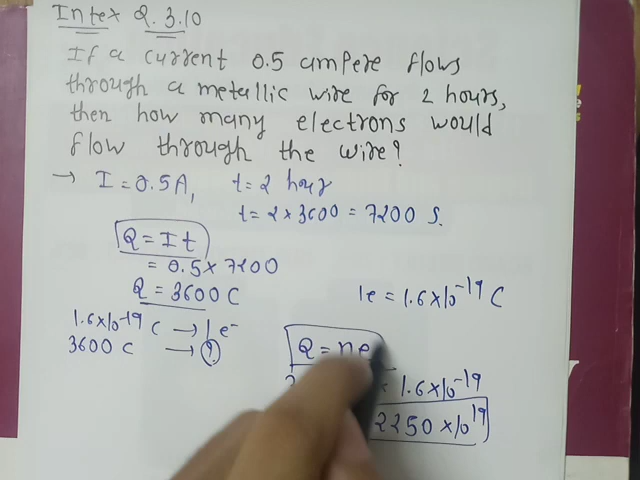 Intex Q. 3.10
If a current 0.5 ampere flows
through a metallic wire for 2 hours,
then how many electrons would
flow through the wire?
→ I = 0.5A, t = 2 hour
t = 2 × 3600 = 7200 S.
Q = It
= 0.5 × 7200
Q = 3600 C
1e = 1.6×10⁻¹⁹ C
1.6×10⁻¹⁹ C → 1 e⁻
3600 C → ?
Q = ne
1.6×10⁻¹⁹
2250 × 10¹⁹